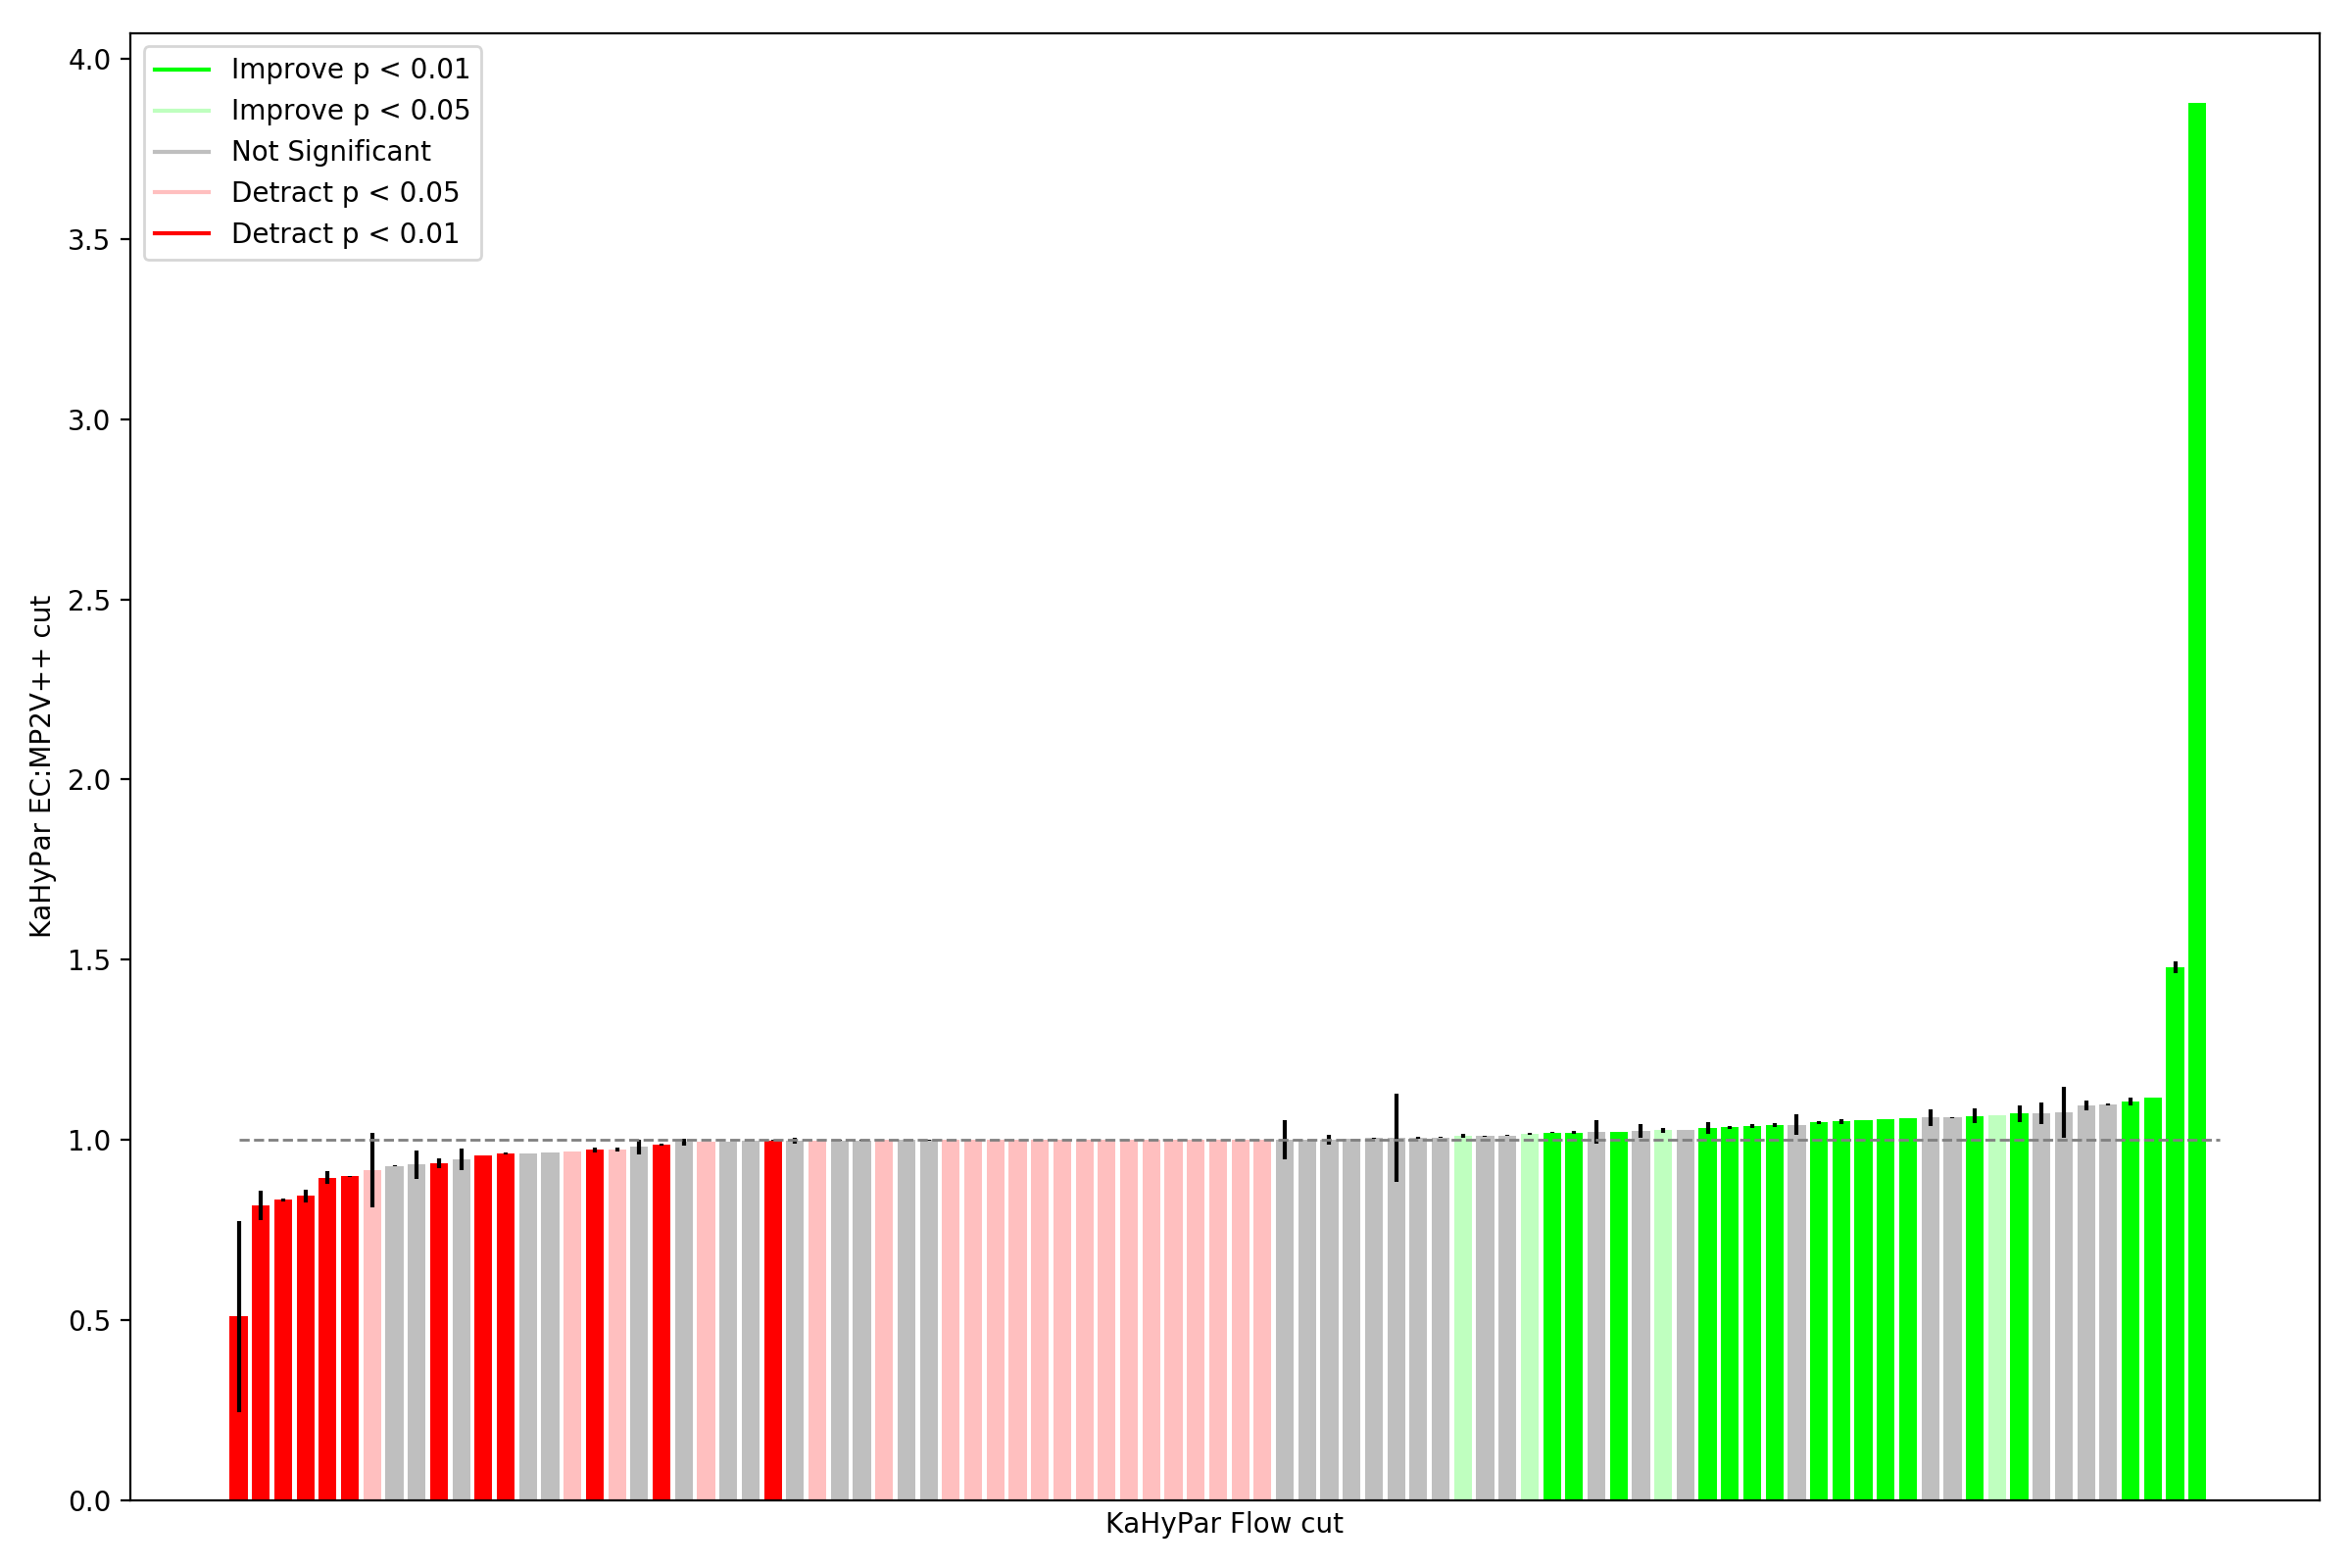 Improve p < 0.01
Improve p < 0.05
Not Significant
Detract p < 0.05
Detract p < 0.01
4.0
3.5
3.0
2.5
2.0
1.5
1.0
0.5
0.0
KaHyPar EC:MP2V++ cut
KaHyPar Flow cut